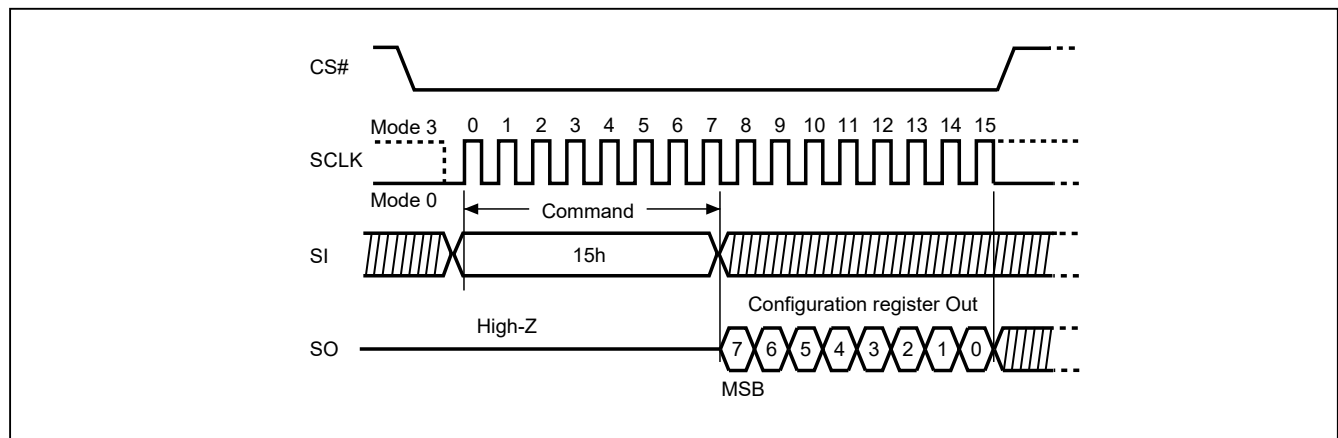 CS#
Mode 3 0 1 2 3 4 5 6 7 8 9 10 11 12 13 14 15
SCLK
Mode 0
Command
SI 15h
Configuration register Out
High-Z
SO 7 6 5 4 3 2 1 0
MSB